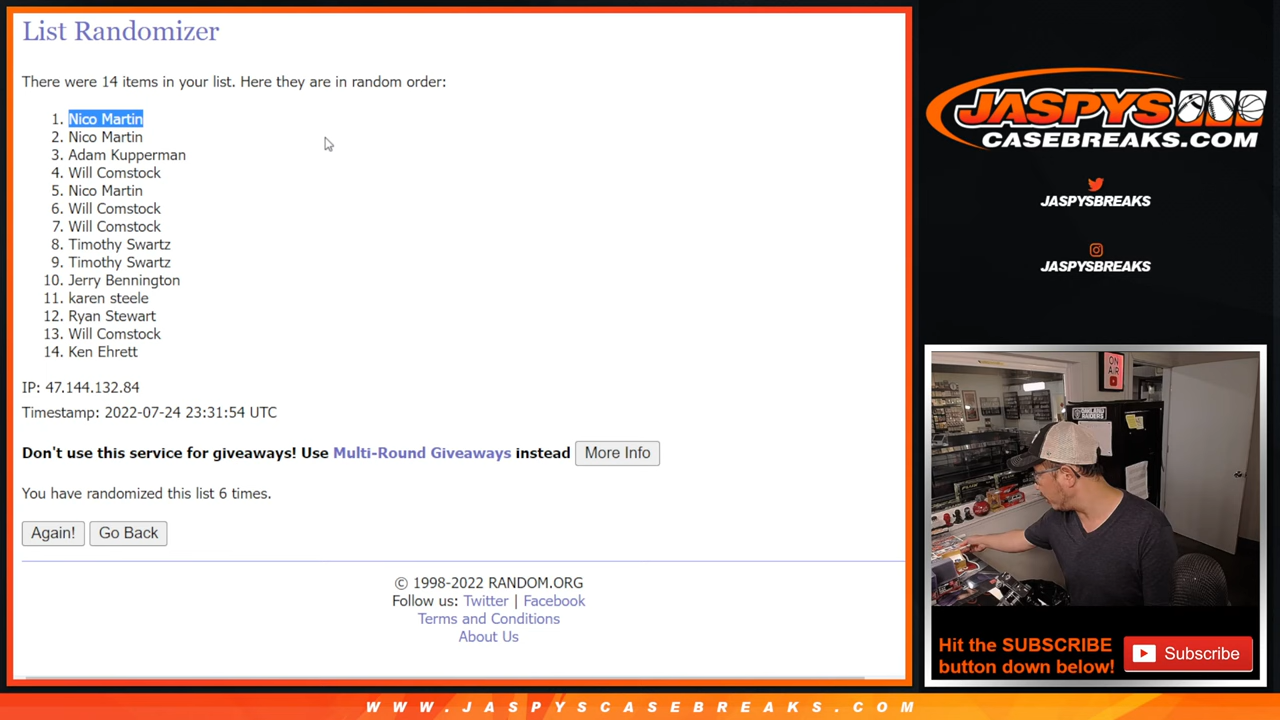 List Randomizer
There were 14 items in your list. Here they are in random order:
1. Nico Martin
2. Nico Martin
3. Adam Kupperman
4. Will Comstock
5. Nico Martin
6. Will Comstock
7. Will Comstock
8. Timothy Swartz
9. Timothy Swartz
10. Jerry Bennington
11. karen steele
12. Ryan Stewart
13. Will Comstock
14. Ken Ehrett
IP: 47.144.132.84
Timestamp: 2022-07-24 23:31:54 UTC
Don't use this service for giveaways! Use Multi-Round Giveaways instead More Info
You have randomized this list 6 times.
Again! Go Back
© 1998-2022 RANDOM.ORG
Follow us: Twitter | Facebook
Terms and Conditions
About Us
JASPYS
CASEBREAKS.COM
JASPYSBREAKS
JASPYSBREAKS
ON
AIR
OAKLAND
RAIDERS
Hit the SUBSCRIBE
button down below!
Subscribe
WWW.JASPYSCASEBREAKS.COM